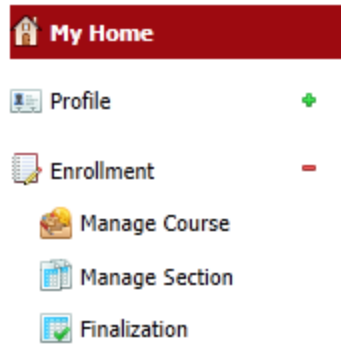 My Home
Profile
Enrollment
Manage Course
Manage Section
Finalization